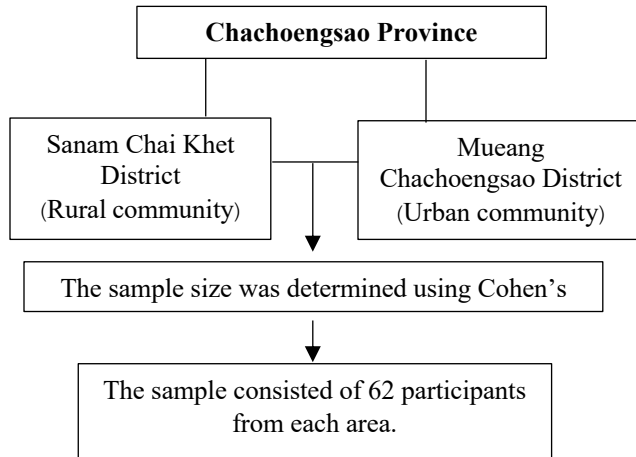 Chachoengsao Province
Sanam Chai Khet
District
(Rural community)
Mueang
Chachoengsao District
(Urban community)
The sample size was determined using Cohen’s
The sample consisted of 62 participants
from each area.